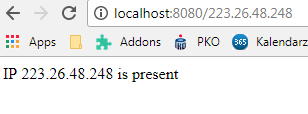 localhost:8080/223.26.48.248
Apps Addons PKO 365 Kalendarz
IP 223.26.48.248 is present